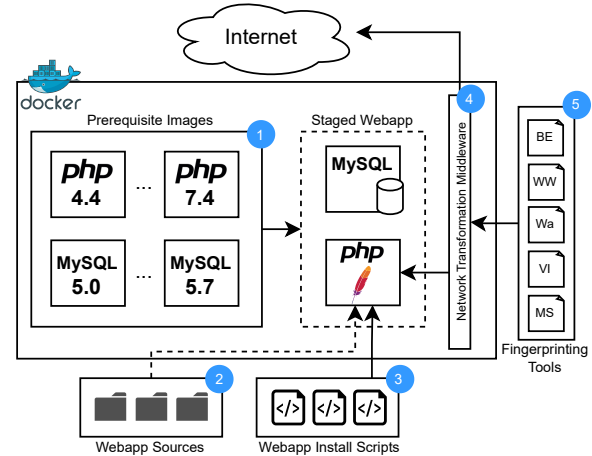 Internet
docker
Prerequisite Images
1
php
4.4
...
php
7.4
MySQL
5.0
...
MySQL
5.7
Staged Webapp
MySQL
php
4
Network Transformation Middleware
5
BE
WW
Wa
VI
MS
Fingerprinting
Tools
2
Webapp Sources
3
</>
</>
</>
Webapp Install Scripts